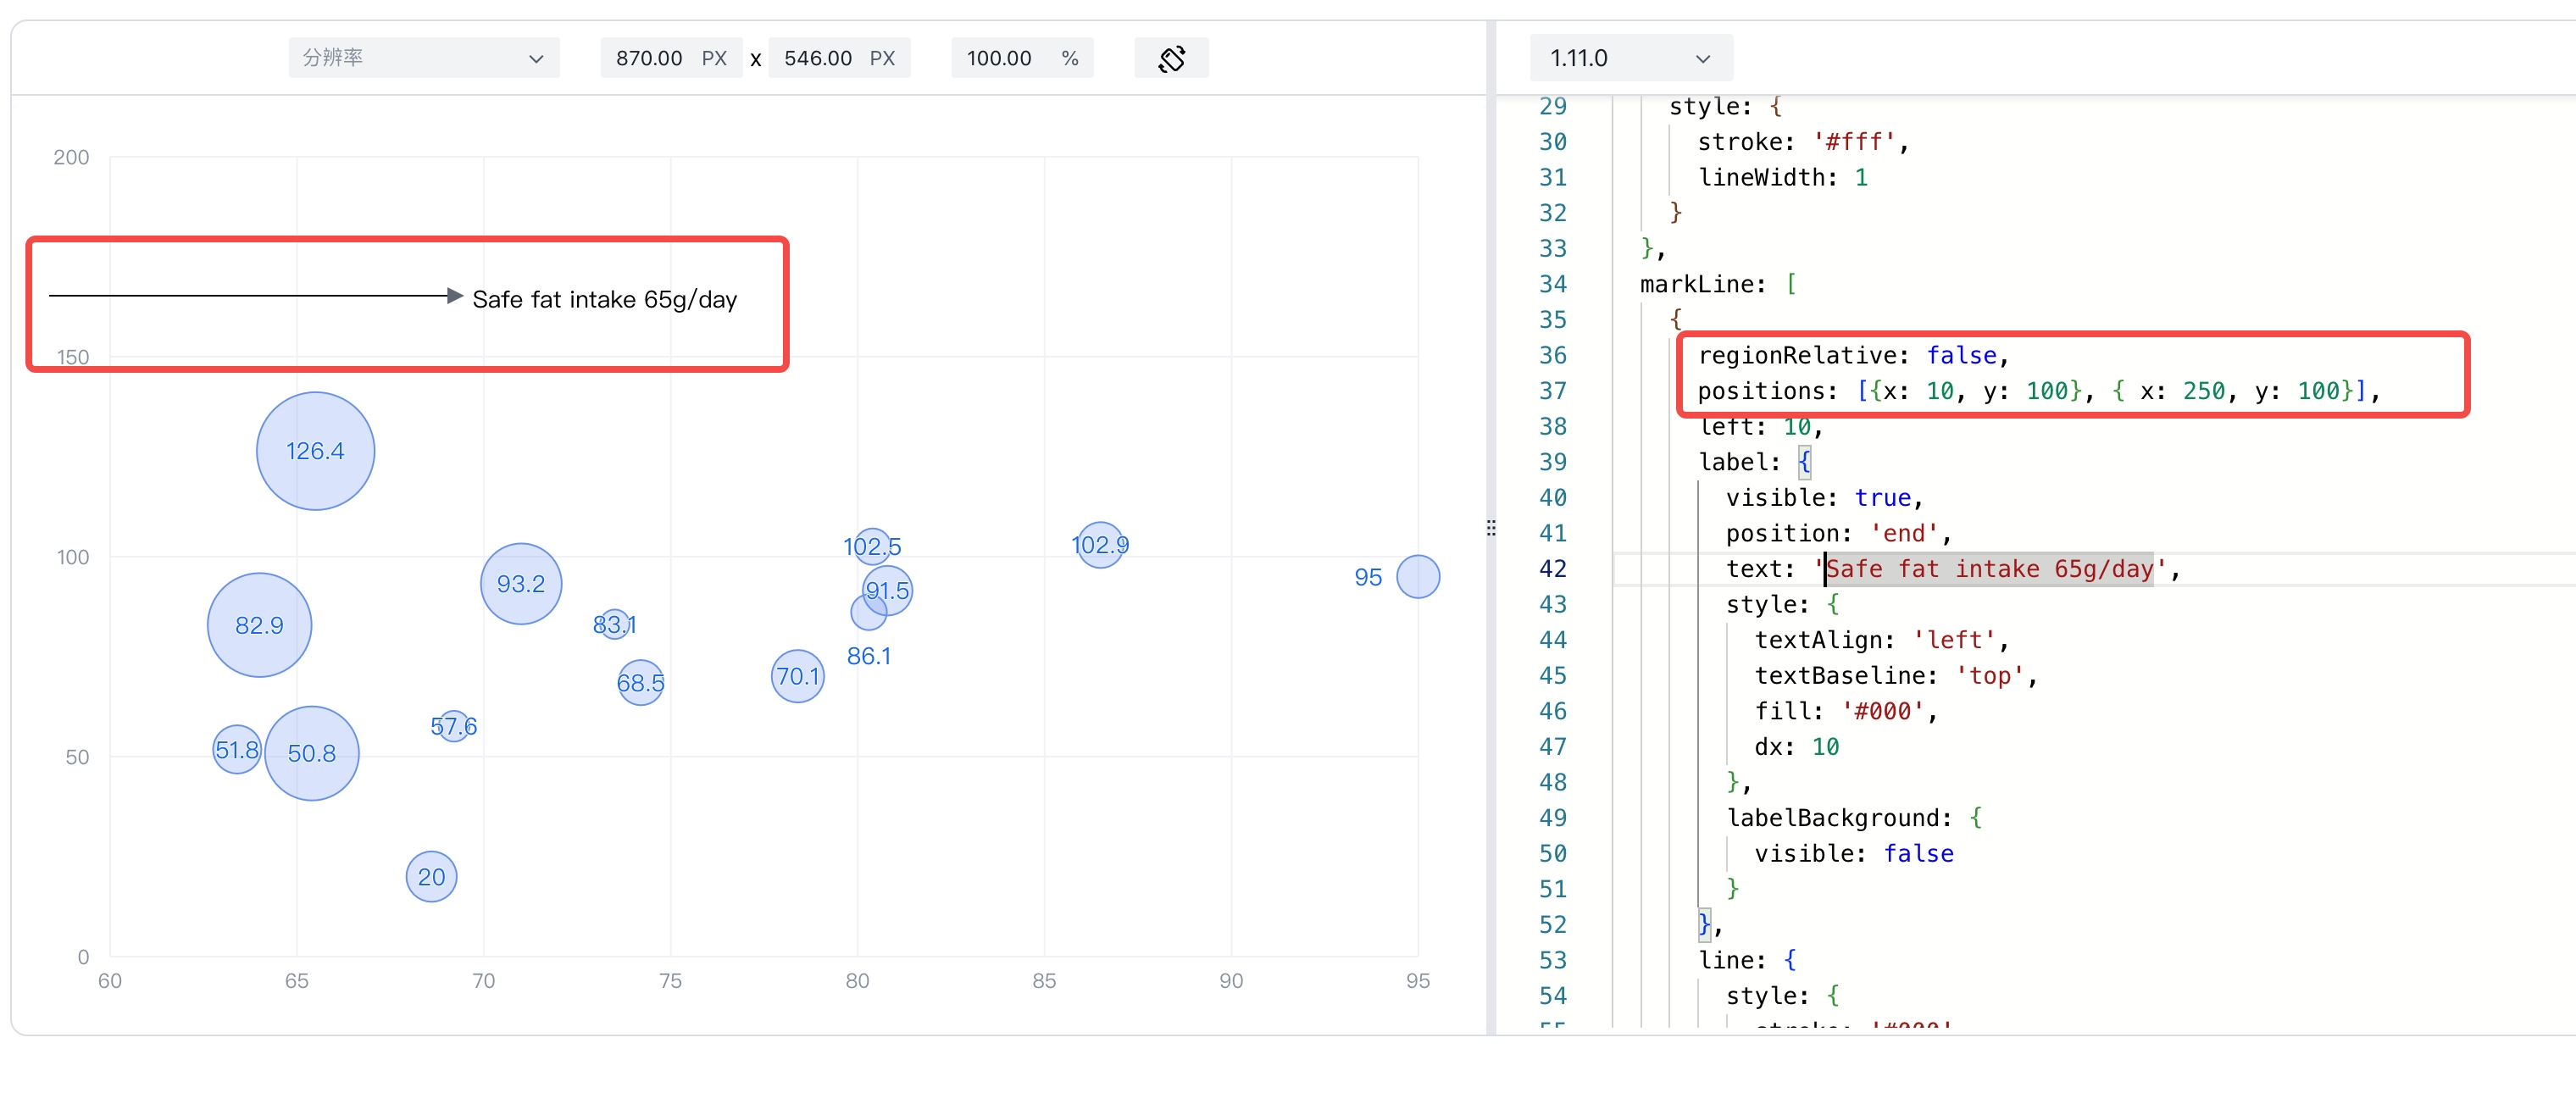 分辨率
870.00 PX x 546.00 PX
100.00 %
1.11.0
200
150
100
50
0
60 65 70 75 80 85 90 95
Safe fat intake 65g/day
126.4
102.5
102.9
93.2
91.5
95
82.9
83.1
86.1
68.5
70.1
57.6
51.8
50.8
20
29 style: {
30 stroke: '#fff',
31 lineWidth: 1
32 }
33 },
34 markLine: [
35 {
36 regionRelative: false,
37 positions: [{x: 10, y: 100}, { x: 250, y: 100}],
38 left: 10,
39 label: {
40 visible: true,
41 position: 'end',
42 text: 'Safe fat intake 65g/day',
43 style: {
44 textAlign: 'left',
45 textBaseline: 'top',
46 fill: '#000',
47 dx: 10
48 },
49 labelBackground: {
50 visible: false
51 }
52 },
53 line: {
54 style: {